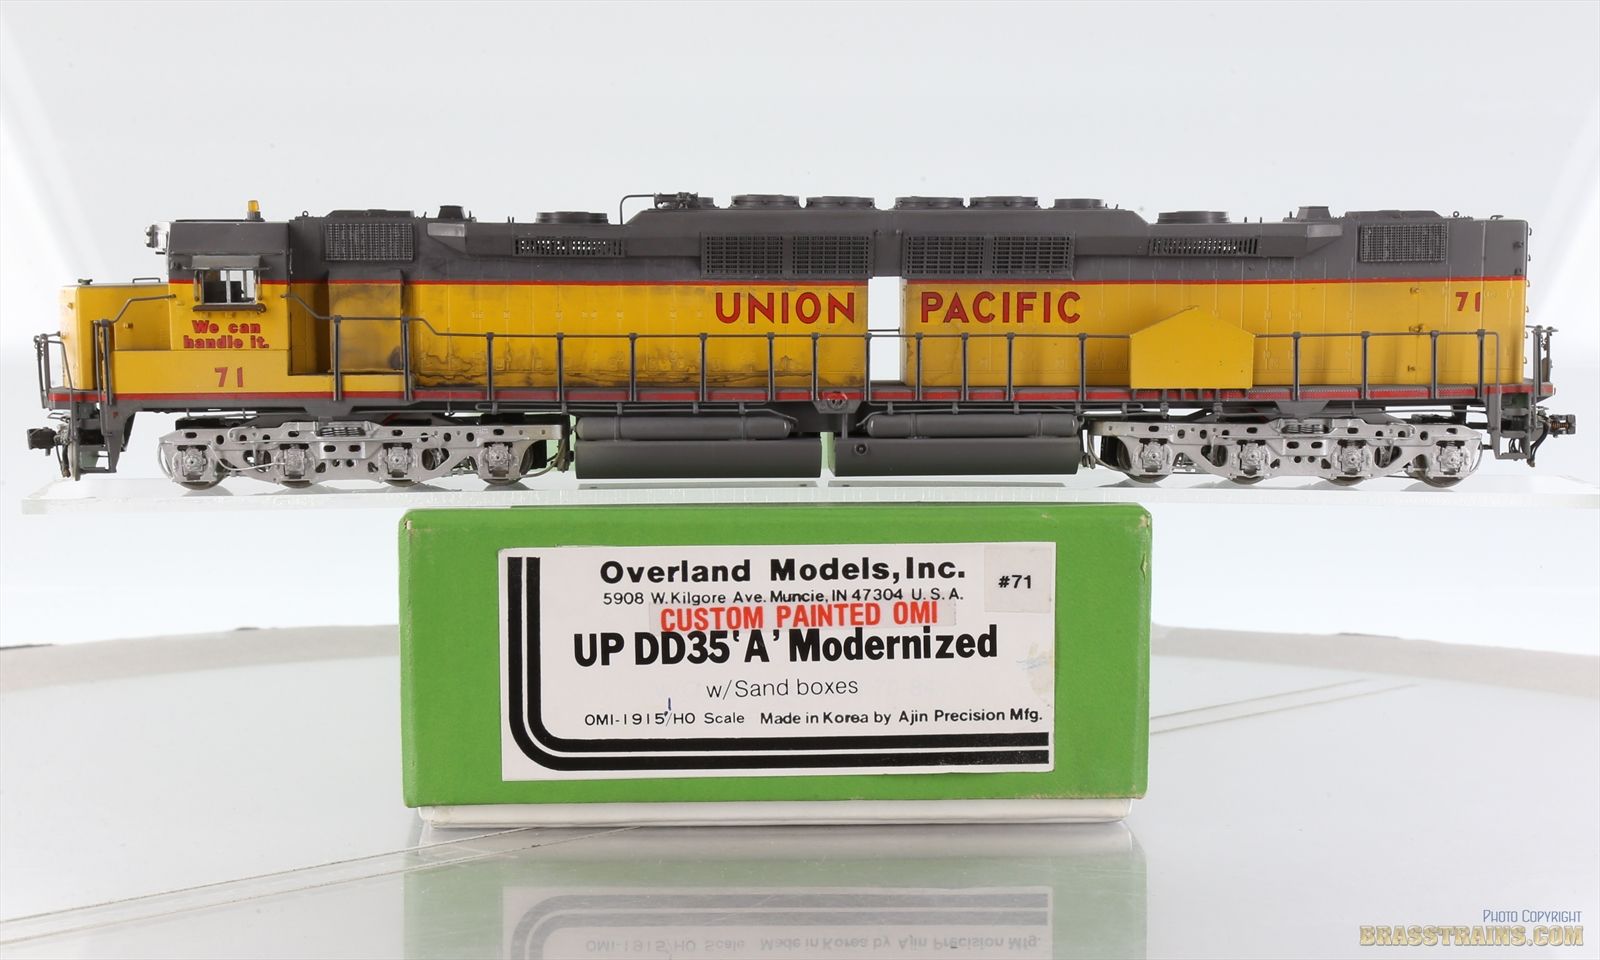 UNION PACIFIC
71
We can
handle it.
71
Overland Models, Inc.
#71
5908 W. Kilgore Ave. Muncie, IN 47304 U. S. A.
CUSTOM PAINTED OMI
UP DD35 'A' Modernized
w/Sand boxes
OMI-1915.1/HO Scale Made in Korea by Ajin Precision Mfg.
PHOTO COPYRIGHT
BRASSTRAINS.COM